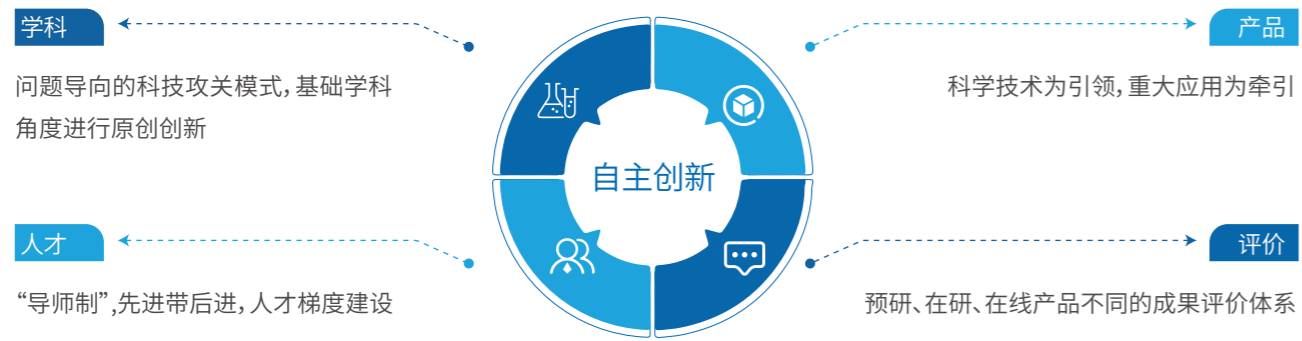 学科
问题导向的科技攻关模式，基础学科
角度进行原创创新
人才
“导师制”,先进带后进，人才梯度建设
自主创新
产品
科学技术为引领，重大应用为牵引
评价
预研、在研、在线产品不同的成果评价体系